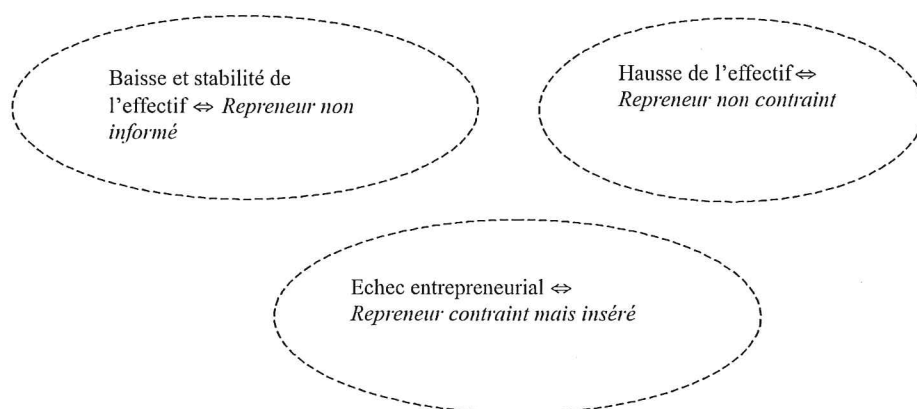 Baisse et stabilité de
l'effectif ⇔ Repreneur non
informé
Hausse de l'effectif ⇔
Repreneur non contraint
Echec entrepreneurial ⇔
Repreneur contraint mais inséré